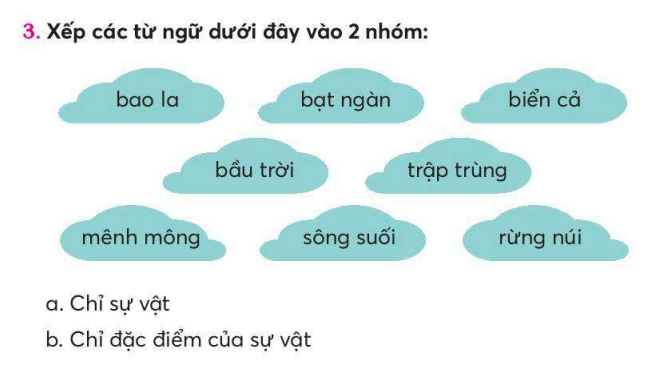 3. Xếp các từ ngữ dưới đây vào 2 nhóm:
bao la bạt ngàn biển cả
bầu trời trập trùng
mênh mông sông suối rừng núi
a. Chỉ sự vật
b. Chỉ đặc điểm của sự vật